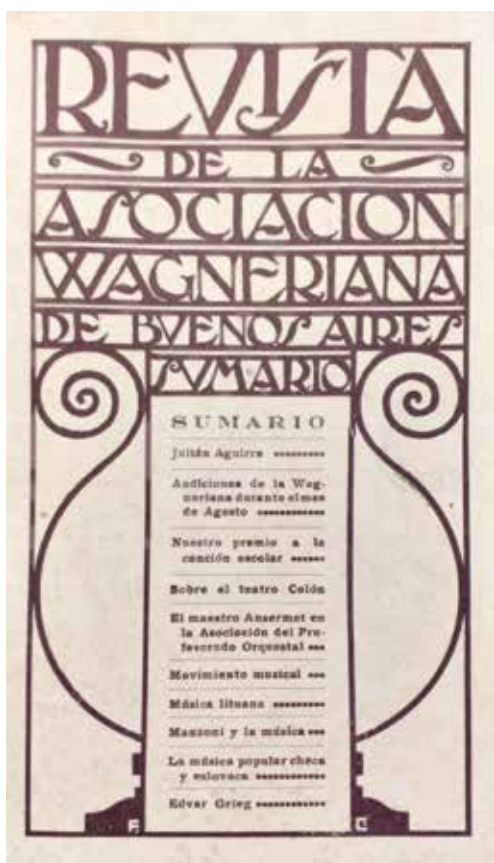 REVISTA
DE LA
ASOCIACION
WAGNERIANA
DE BVENOS AIRES
SVMARIO
SUMARIO
Julián Aguirre
Audiciones de la Wag-
neriana durante el mes
de Agosto
Nuestro premio a la
canción escolar
Sobre el teatro Colón
El maestro Ansermet en
la Asociación del Pro-
fesorado Orquestal
Movimiento musical
Música lituana
Manzoni y la música
La música popular checa
y eslovaca
Edvar Grieg